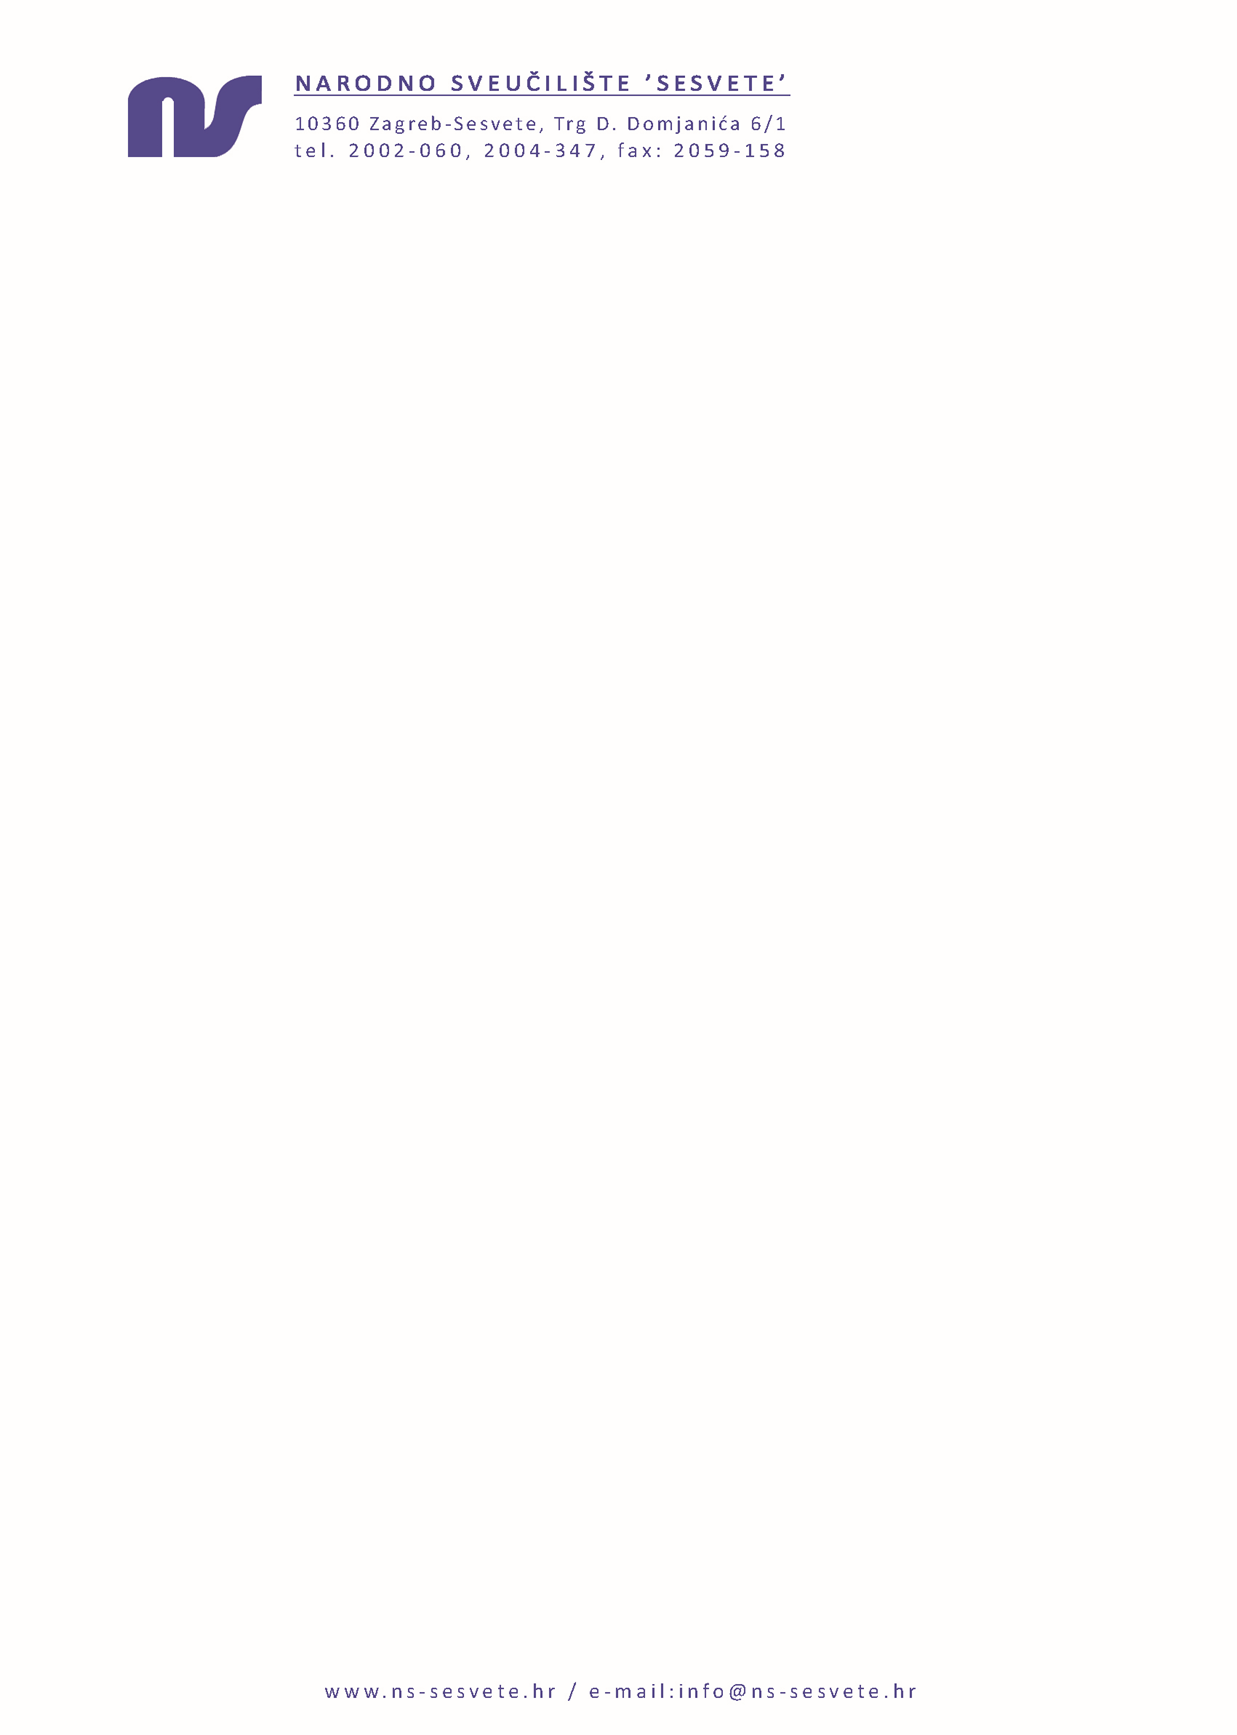 ns
NARODNO SVEUČILIŠTE ’SESVETE’
10360 Zagreb-Sesvete, Trg D. Domjanića 6/1
tel. 2002-060, 2004-347, fax: 2059-158
www.ns-sesvete.hr / e-mail:info@ns-sesvete.hr